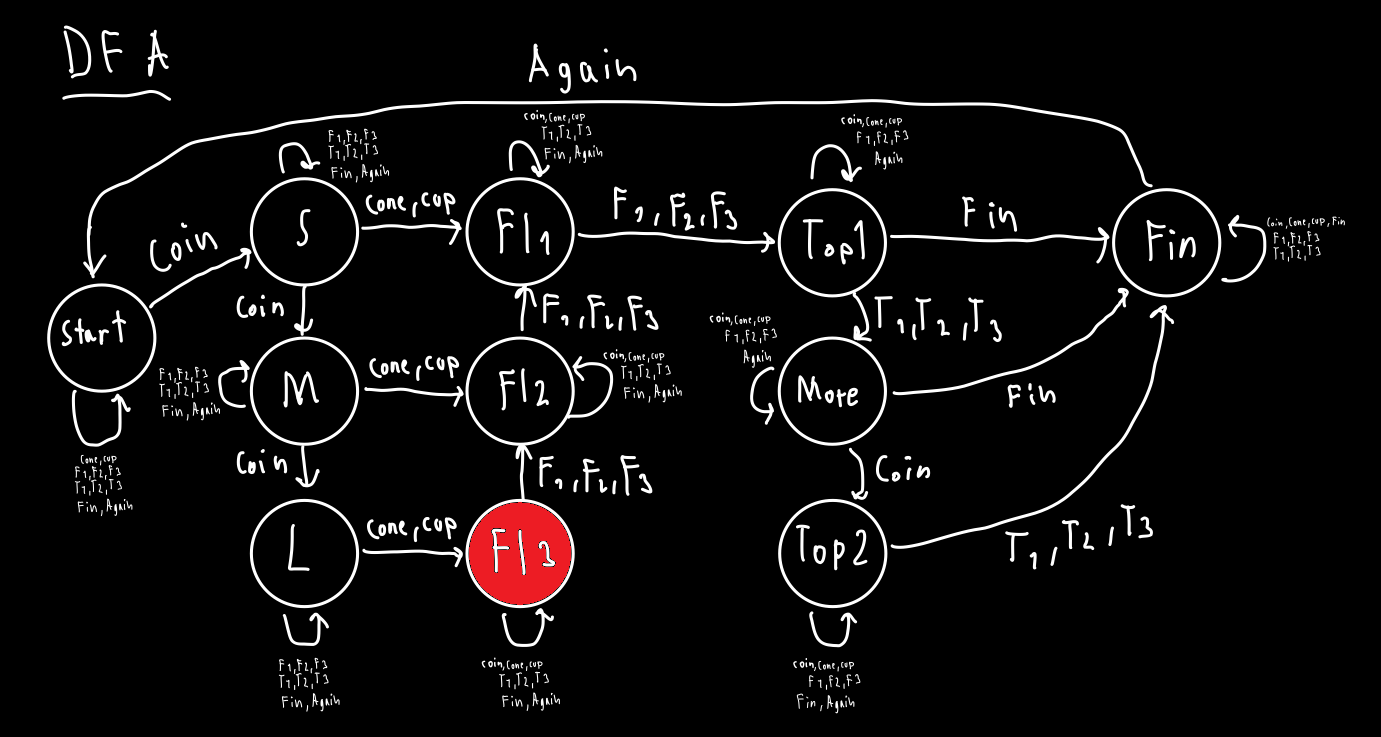 DFA
Again
coin, cone, cup
T1, T2, T3
Fin, Again
coin, cone, cup
F1, F2, F3
Again
F1, F2, F3
T1, T2, T3
Fin, Again
S
cone, cup
Fl1
F1, F2, F3
Top1
Fin
Fin
Coin, Cone, cup, Fin
F1, F2, F3
T1, T2, T3
Coin
Start
Cone, cup
F1, F2, F3
T1, T2, T3
Fin, Again
Coin
F1, F2, F3
T1, T2, T3
coin, cone, cup
F1, F2, F3
Again
F1, F2, F3
T1, T2, T3
Fin, Again
M
cone, cup
Fl2
coin, cone, cup
T1, T2, T3
Fin, Again
More
Fin
Coin
F1, F2, F3
Coin
L
cone, cup
Fl3
Top2
T1, T2, T3
F1, F2, F3
T1, T2, T3
Fin, Again
coin, cone, cup
T1, T2, T3
Fin, Again
coin, cone, cup
F1, F2, F3
Fin, Again